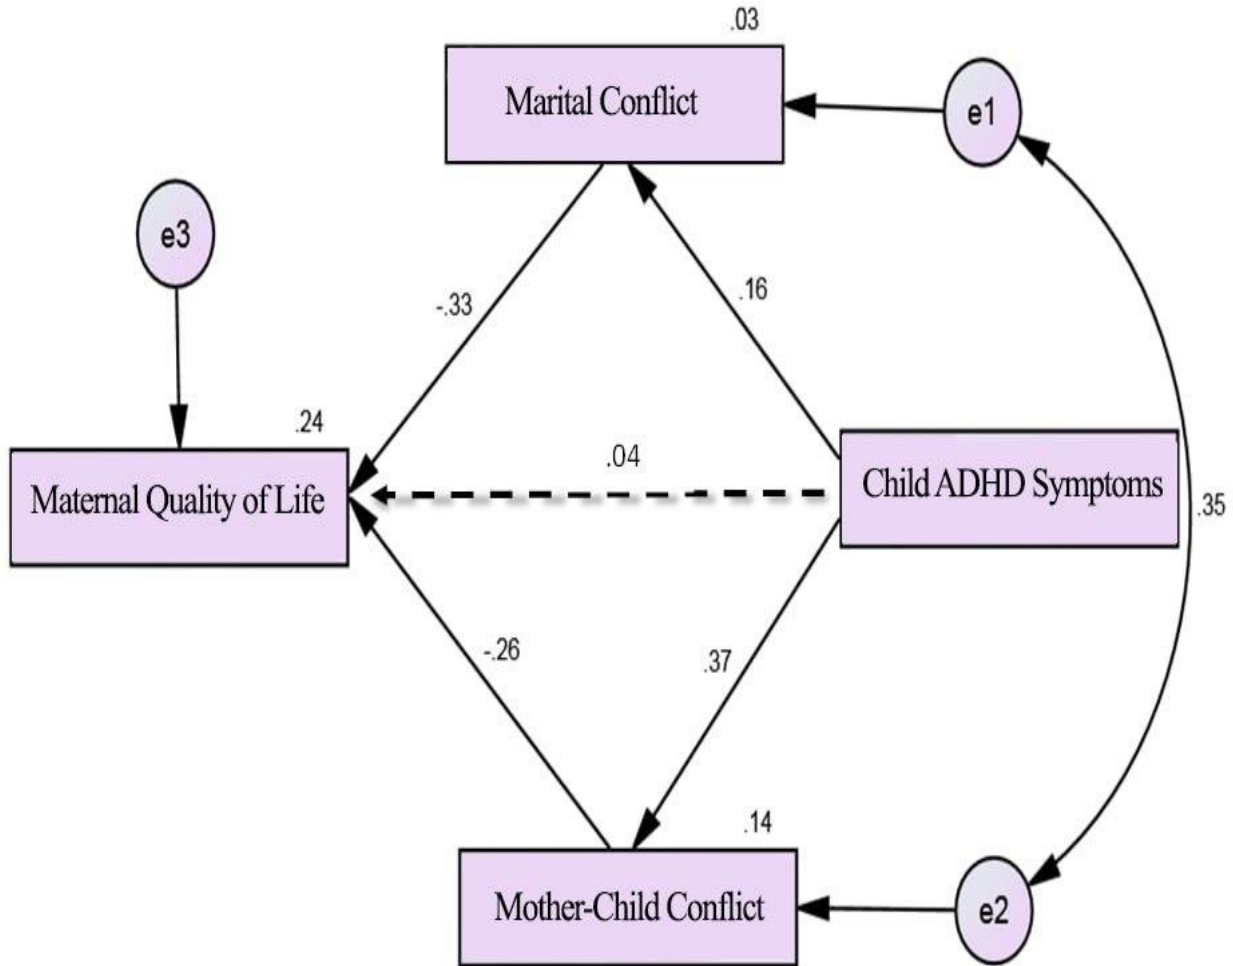 .03
Marital Conflict
e1
e3
-.33
.16
.24
.04
Maternal Quality of Life
Child ADHD Symptoms
.35
-.26
.37
.14
Mother-Child Conflict
e2